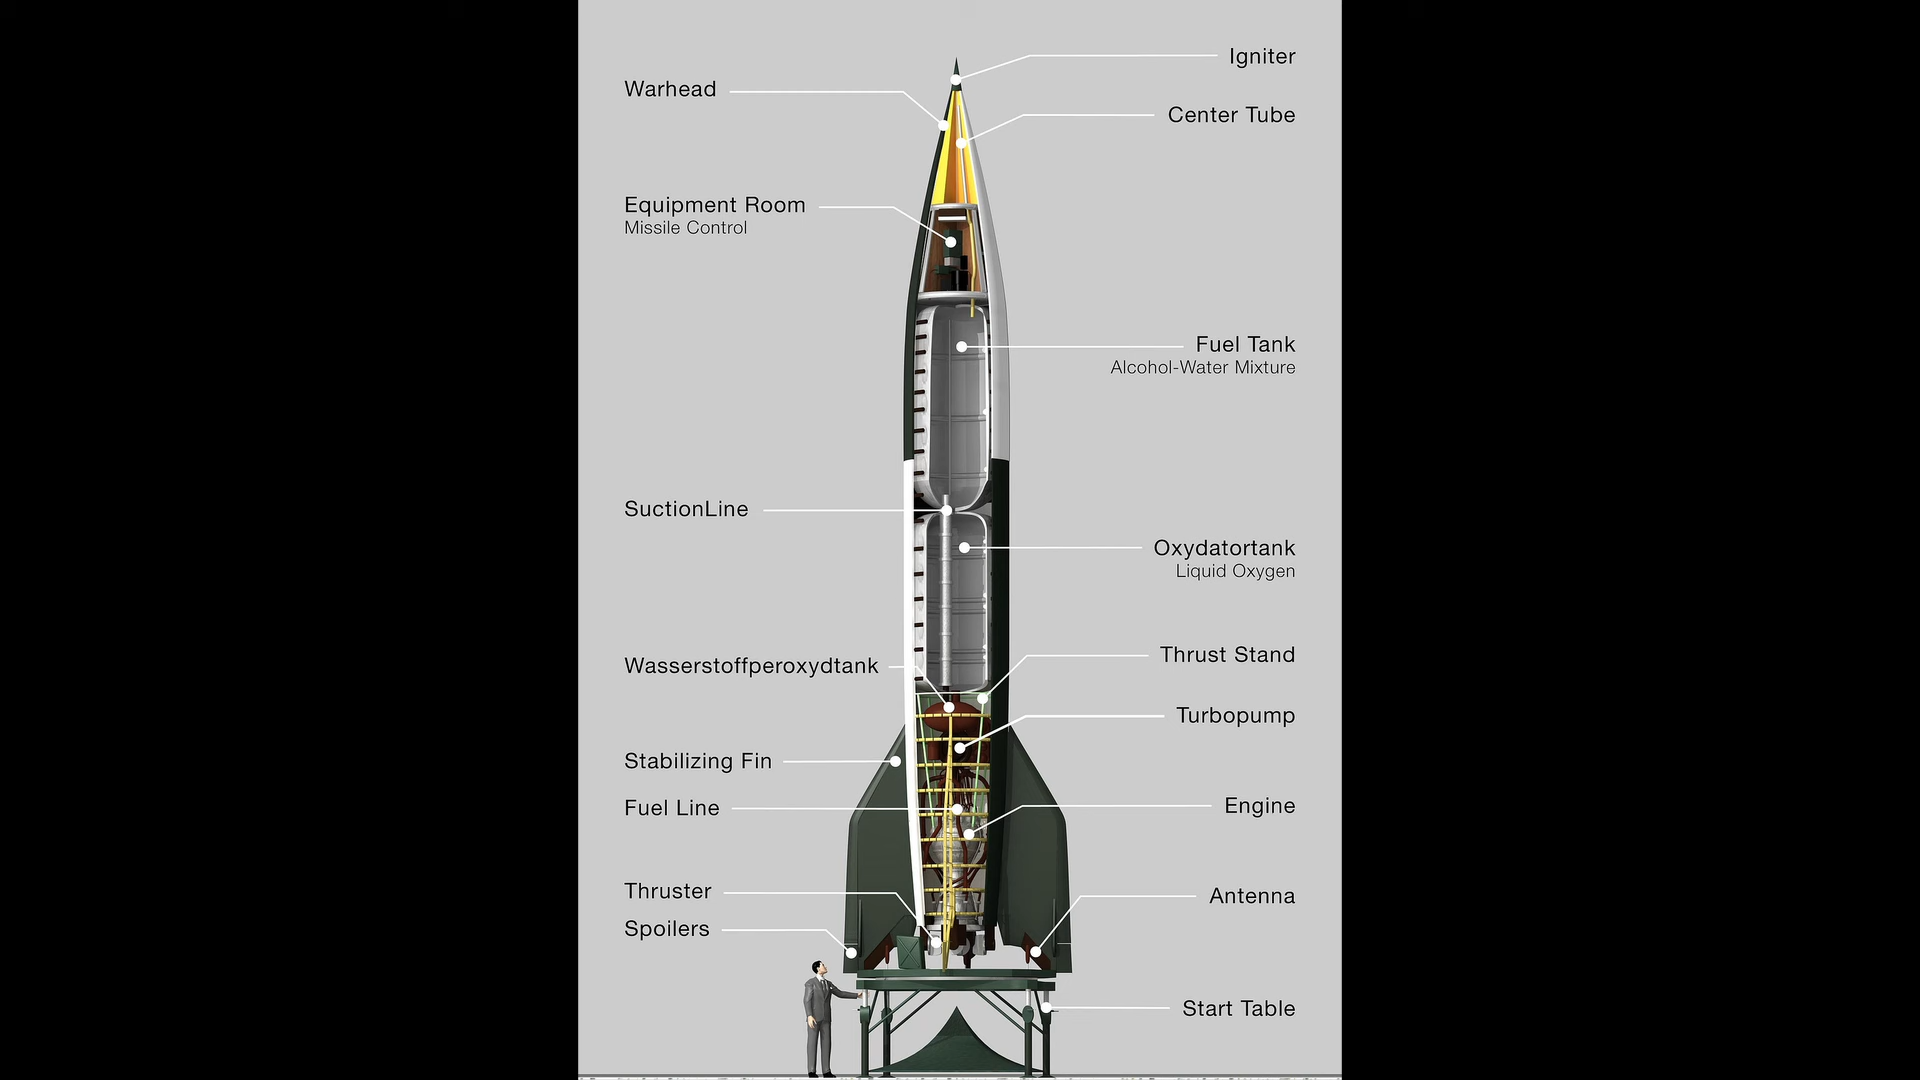 Igniter
Warhead
Center Tube
Equipment Room
Missile Control
Fuel Tank
Alcohol-Water Mixture
SuctionLine
Oxydatortank
Liquid Oxygen
Thrust Stand
Wasserstoffperoxydtank
Turbopump
Stabilizing Fin
Engine
Fuel Line
Thruster
Antenna
Spoilers
Start Table